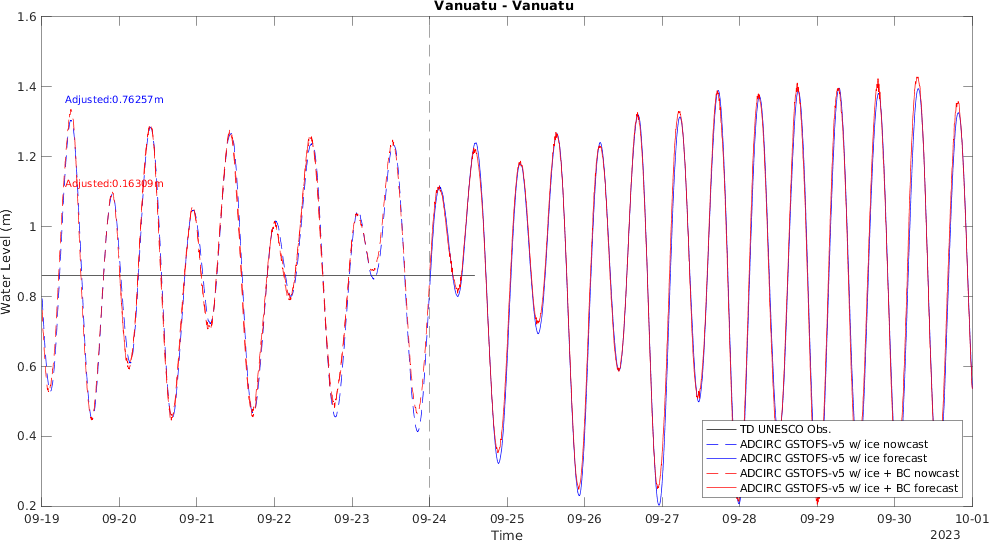 Vanuatu - Vanuatu
1.6
1.4
1.2
1
0.8
0.6
0.4
0.2
Water Level (m)
Adjusted:0.76257m
Adjusted:0.16309m
TD UNESCO Obs.
ADCIRC GSTOFS-v5 w/ ice nowcast
ADCIRC GSTOFS-v5 w/ ice forecast
ADCIRC GSTOFS-v5 w/ ice + BC nowcast
ADCIRC GSTOFS-v5 w/ ice + BC forecast
09-19 09-20 09-21 09-22 09-23 09-24 09-25 09-26 09-27 09-28 09-29 09-30 10-01
Time
2023